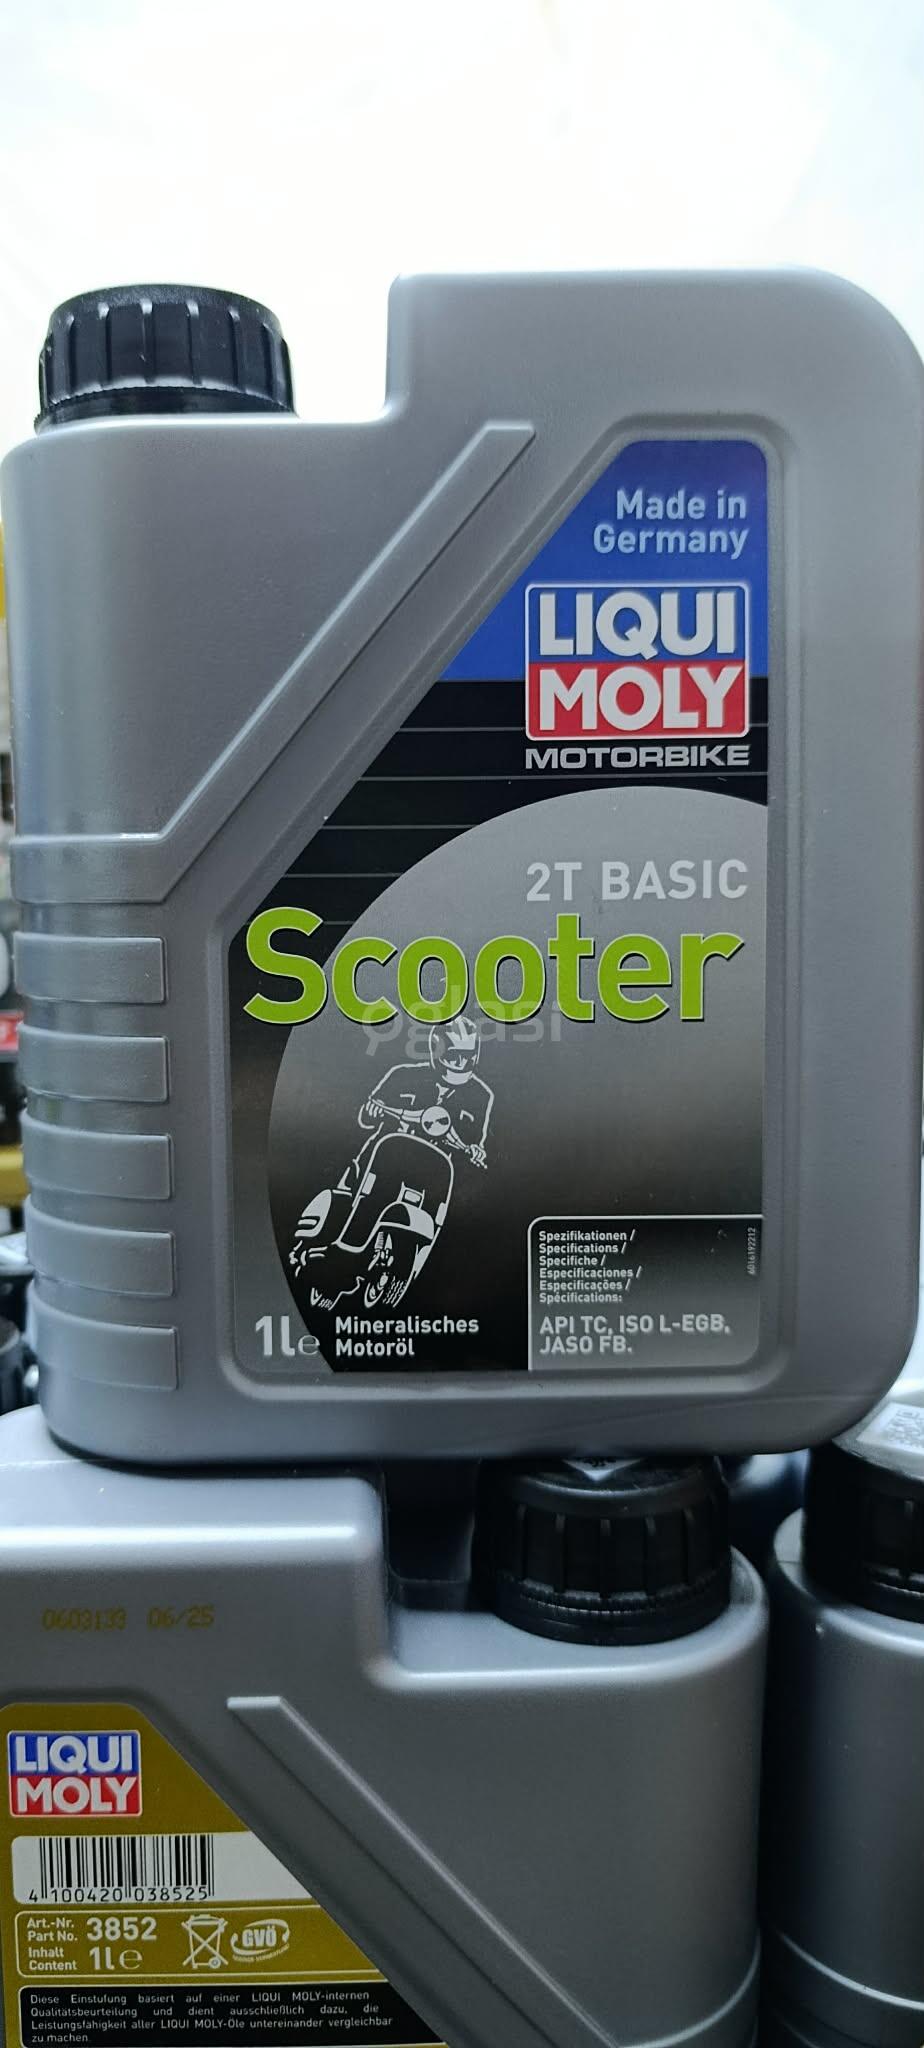 Made in
Germany
LIQUI
MOLY
MOTORBIKE
2T BASIC
Scooter
oglasi
Spezifikationen /
Specifications /
Specifiche /
Especificaciones /
Especificações /
Spécifications:
API TC, ISO L-EGB,
JASO FB.
6016192212
1L e Mineralisches
Motoröl
0603133 06/25
LIQUI
MOLY
4 100420 038525
Art.-Nr.
Part No. 3852
Inhalt
Content 1L e
GVÖ
Diese Einstufung basiert auf einer LIQUI MOLY-internen
Qualitätsbeurteilung und dient ausschließlich dazu, die
Leistungsfähigkeit aller LIQUI MOLY-Öle untereinander vergleichbar
zu machen.